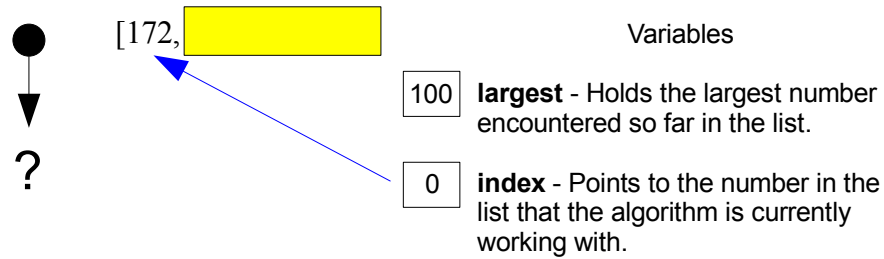 [172,
Variables
100
largest - Holds the largest number
encountered so far in the list.
?
0
index - Points to the number in the
list that the algorithm is currently
working with.